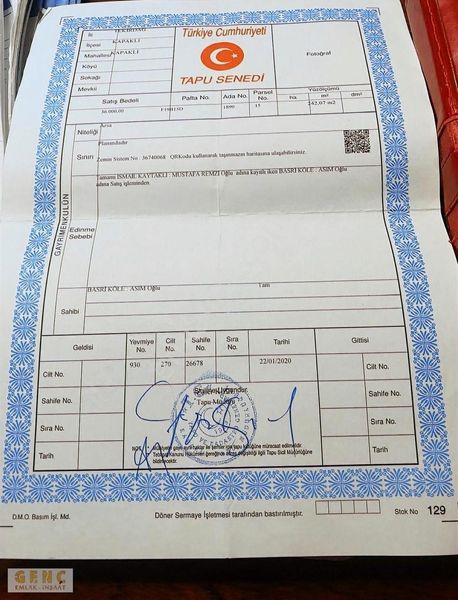 İli TEKİRDAĞ
İlçesi KAPAKLI
Mahallesi KAPAKLI
Köyü
Sokağı
Mevkii
Türkiye Cumhuriyeti
TAPU SENEDİ
Fotoğraf
Satış Bedeli Pafta No. Ada No. Parsel No. Yüzölçümü
ha m² dm²
F19B15D 1890 15 242,07 m2
Niteliği Arsa
Sınırı Planındadır
Zemin Sistem No : 36740068 QRKodu kullanarak taşınmazın haritasına ulaşabilirsiniz.
GAYRİMENKULÜN
Edinme Sebebi
Tamamı İSMAİL KAYTAKLI : MUSTAFA REMZİ Oğlu adına kayıtlı iken BASRİ KÖLE : ASIM Oğlu
adına Satış işleminden.
Sahibi
BASRİ KÖLE : ASIM Oğlu Tam
Geldisi Yevmiye No. Cilt No. Sahife No. Sıra No. Tarihi Gittisi
Cilt No. 930 270 26678 22/01/2020 Cilt No.
Sahife No. Sahife No.
Sıra No. Sıra No.
Tarih Tarih
Siciline Uygundur.
Tapu Müdürü
D.M.O. Basım İşl. Md. Döner Sermaye İşletmesi tarafından bastırılmıştır. Stok No 129
GENÇ
EMLAK - İNŞAAT